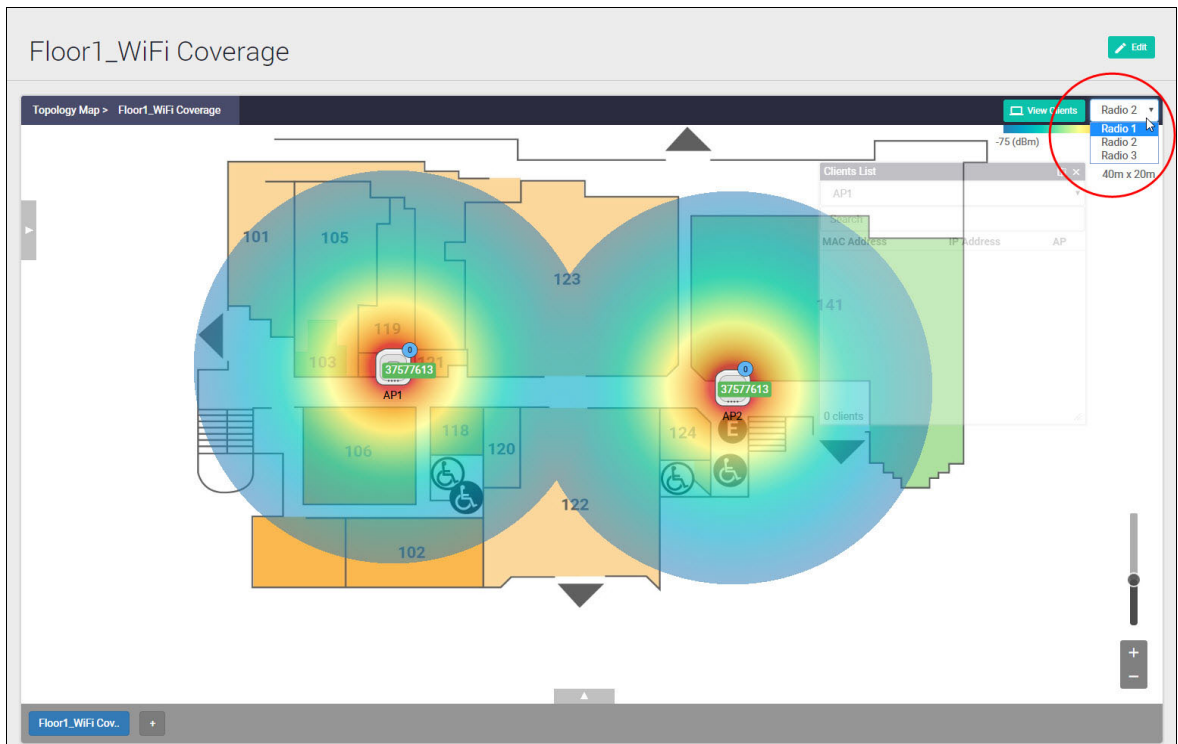 Floor1_WiFi Coverage
Edit
Topology Map > Floor1_WiFi Coverage
View Clients
Radio 2
Radio 1
Radio 2
Radio 3
-75 (dBm)
40m x 20m
Clients List
AP1
Search
MAC Address IP Address AP
101
105
123
141
119
103
121
0
37577613
AP1
0
37577613
AP2
E
0 clients
106
118
120
124
122
102
+
−
Floor1_WiFi Cov..
+